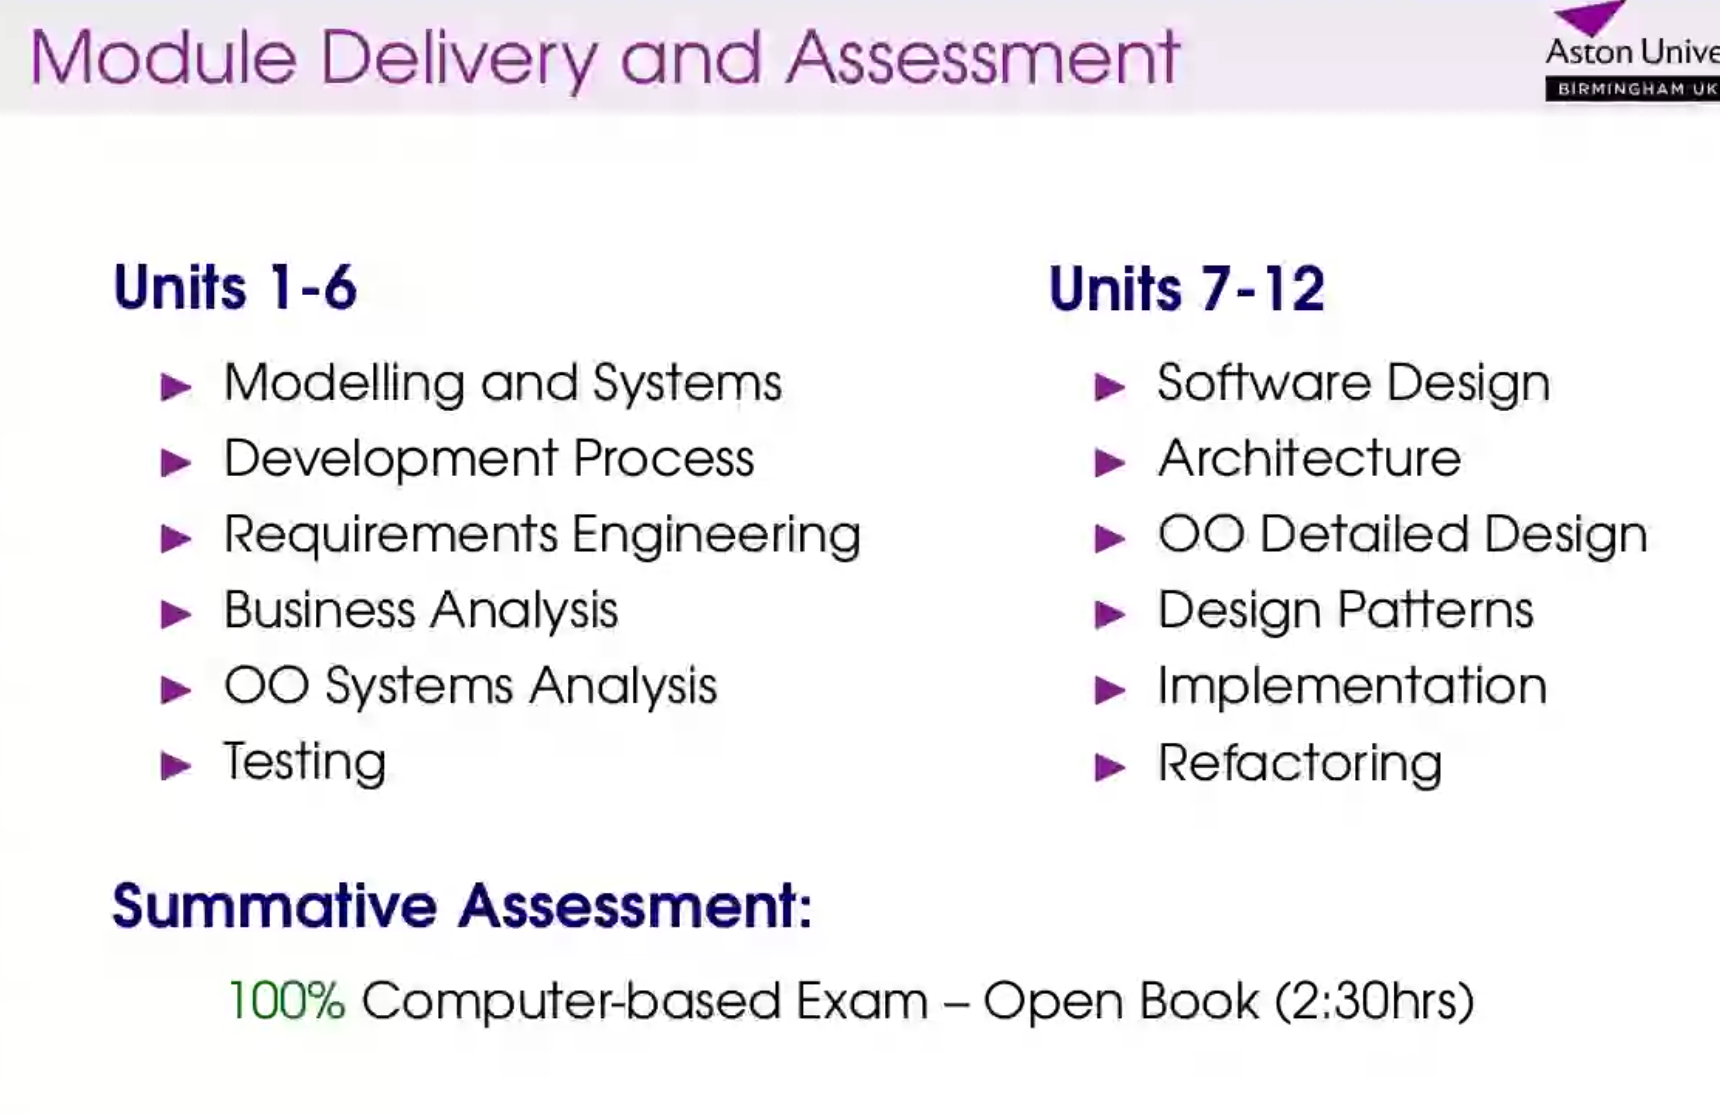 Module Delivery and Assessment
Aston
BIRMINGHAM UK
Units 1-6
Modelling and Systems
Development Process
Requirements Engineering
Business Analysis
OO Systems Analysis
Testing
Units 7-12
Software Design
Architecture
OO Detailed Design
Design Patterns
Implementation
Refactoring
Summative Assessment:
100% Computer-based Exam – Open Book (2:30hrs)